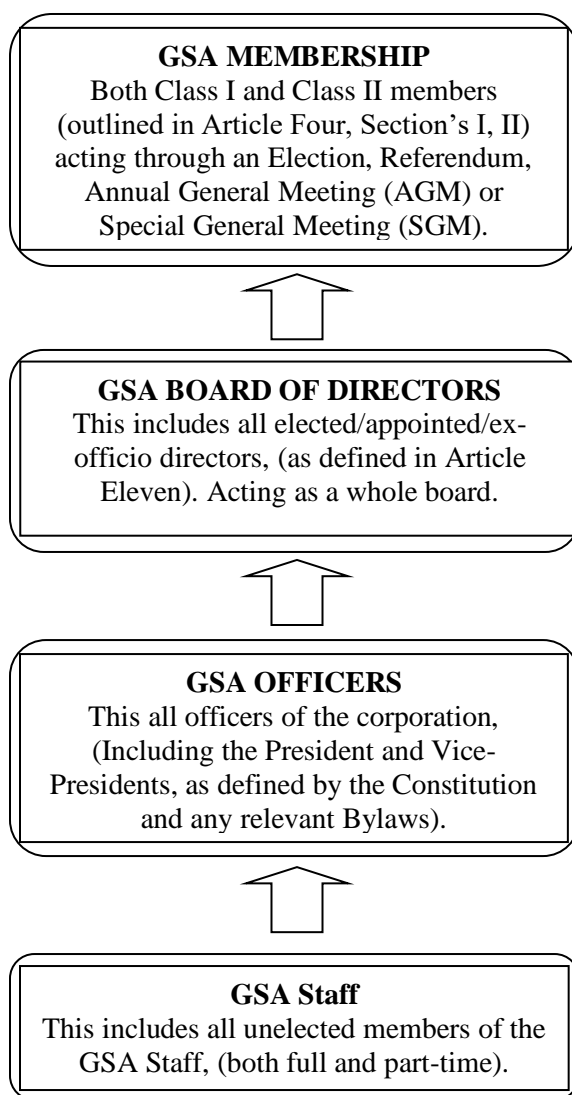 GSA MEMBERSHIP
Both Class I and Class II members
(outlined in Article Four, Section's I, II)
acting through an Election, Referendum,
Annual General Meeting (AGM) or
Special General Meeting (SGM).
GSA BOARD OF DIRECTORS
This includes all elected/appointed/ex-
officio directors, (as defined in Article
Eleven). Acting as a whole board.
GSA OFFICERS
This all officers of the corporation,
(Including the President and Vice-
Presidents, as defined by the Constitution
and any relevant Bylaws).
GSA Staff
This includes all unelected members of the
GSA Staff, (both full and part-time).